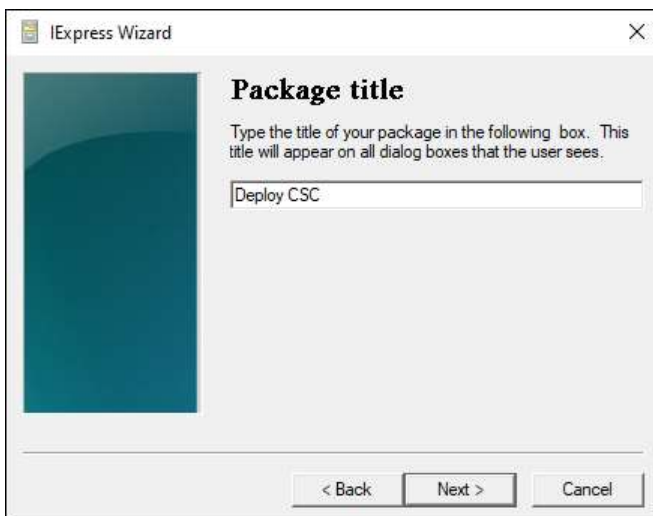 IExpress Wizard
Package title
Type the title of your package in the following box. This
title will appear on all dialog boxes that the user sees.
Deploy CSC
< Back
Next >
Cancel